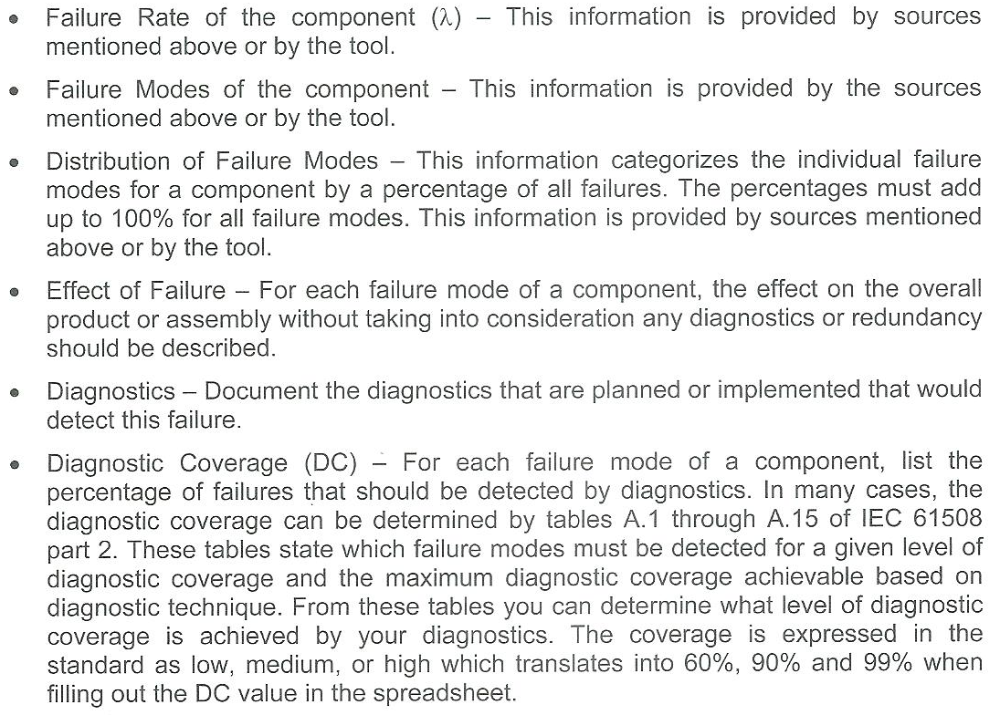 • Failure Rate of the component (λ) – This information is provided by sources
mentioned above or by the tool.
• Failure Modes of the component – This information is provided by the sources
mentioned above or by the tool.
• Distribution of Failure Modes – This information categorizes the individual failure
modes for a component by a percentage of all failures. The percentages must add
up to 100% for all failure modes. This information is provided by sources mentioned
above or by the tool.
• Effect of Failure – For each failure mode of a component, the effect on the overall
product or assembly without taking into consideration any diagnostics or redundancy
should be described.
• Diagnostics – Document the diagnostics that are planned or implemented that would
detect this failure.
• Diagnostic Coverage (DC) – For each failure mode of a component, list the
percentage of failures that should be detected by diagnostics. In many cases, the
diagnostic coverage can be determined by tables A.1 through A.15 of IEC 61508
part 2. These tables state which failure modes must be detected for a given level of
diagnostic coverage and the maximum diagnostic coverage achievable based on
diagnostic technique. From these tables you can determine what level of diagnostic
coverage is achieved by your diagnostics. The coverage is expressed in the
standard as low, medium, or high which translates into 60%, 90% and 99% when
filling out the DC value in the spreadsheet.